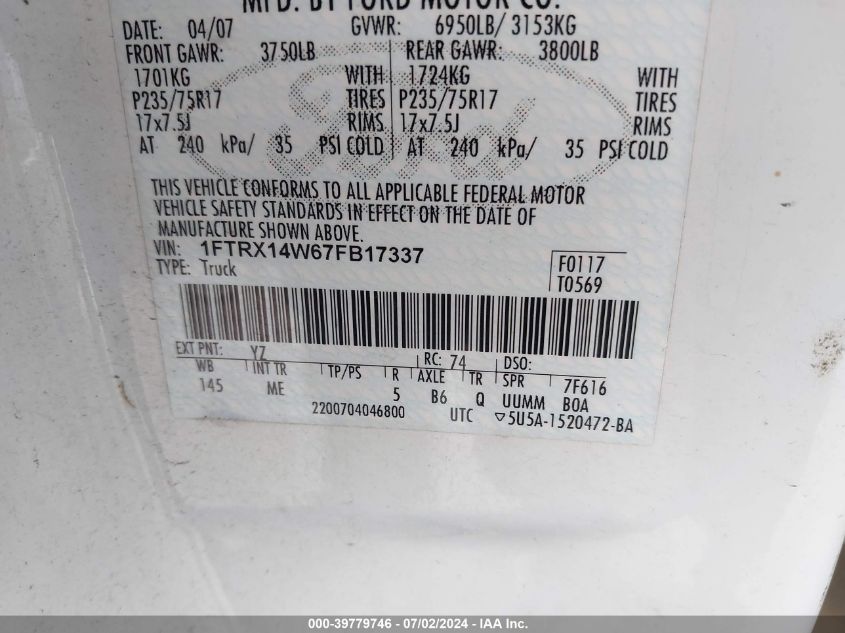 MFD. BY FORD MOTOR CO.
DATE: 04/07 GVWR: 6950LB/ 3153KG
FRONT GAWR: 3750LB REAR GAWR: 3800LB
1701KG WITH 1724KG WITH
P235/75R17 TIRES P235/75R17 TIRES
17x7.5J RIMS 17x7.5J RIMS
AT 240 kPa/ 35 PSI COLD AT 240 kPa/ 35 PSI COLD
Ford
THIS VEHICLE CONFORMS TO ALL APPLICABLE FEDERAL MOTOR
VEHICLE SAFETY STANDARDS IN EFFECT ON THE DATE OF
MANUFACTURE SHOWN ABOVE.
VIN: 1FTRX14W67FB17337
TYPE: Truck
F0117
T0569
EXT PNT: YZ RC: 74 DSO:
WB INT TR TP/PS R AXLE TR SPR 7F616
145 ME 5 B6 Q UUMM BOA
2200704046800 UTC ▽5U5A-1520472-BA
000-39779746 - 07/02/2024 - IAA Inc.